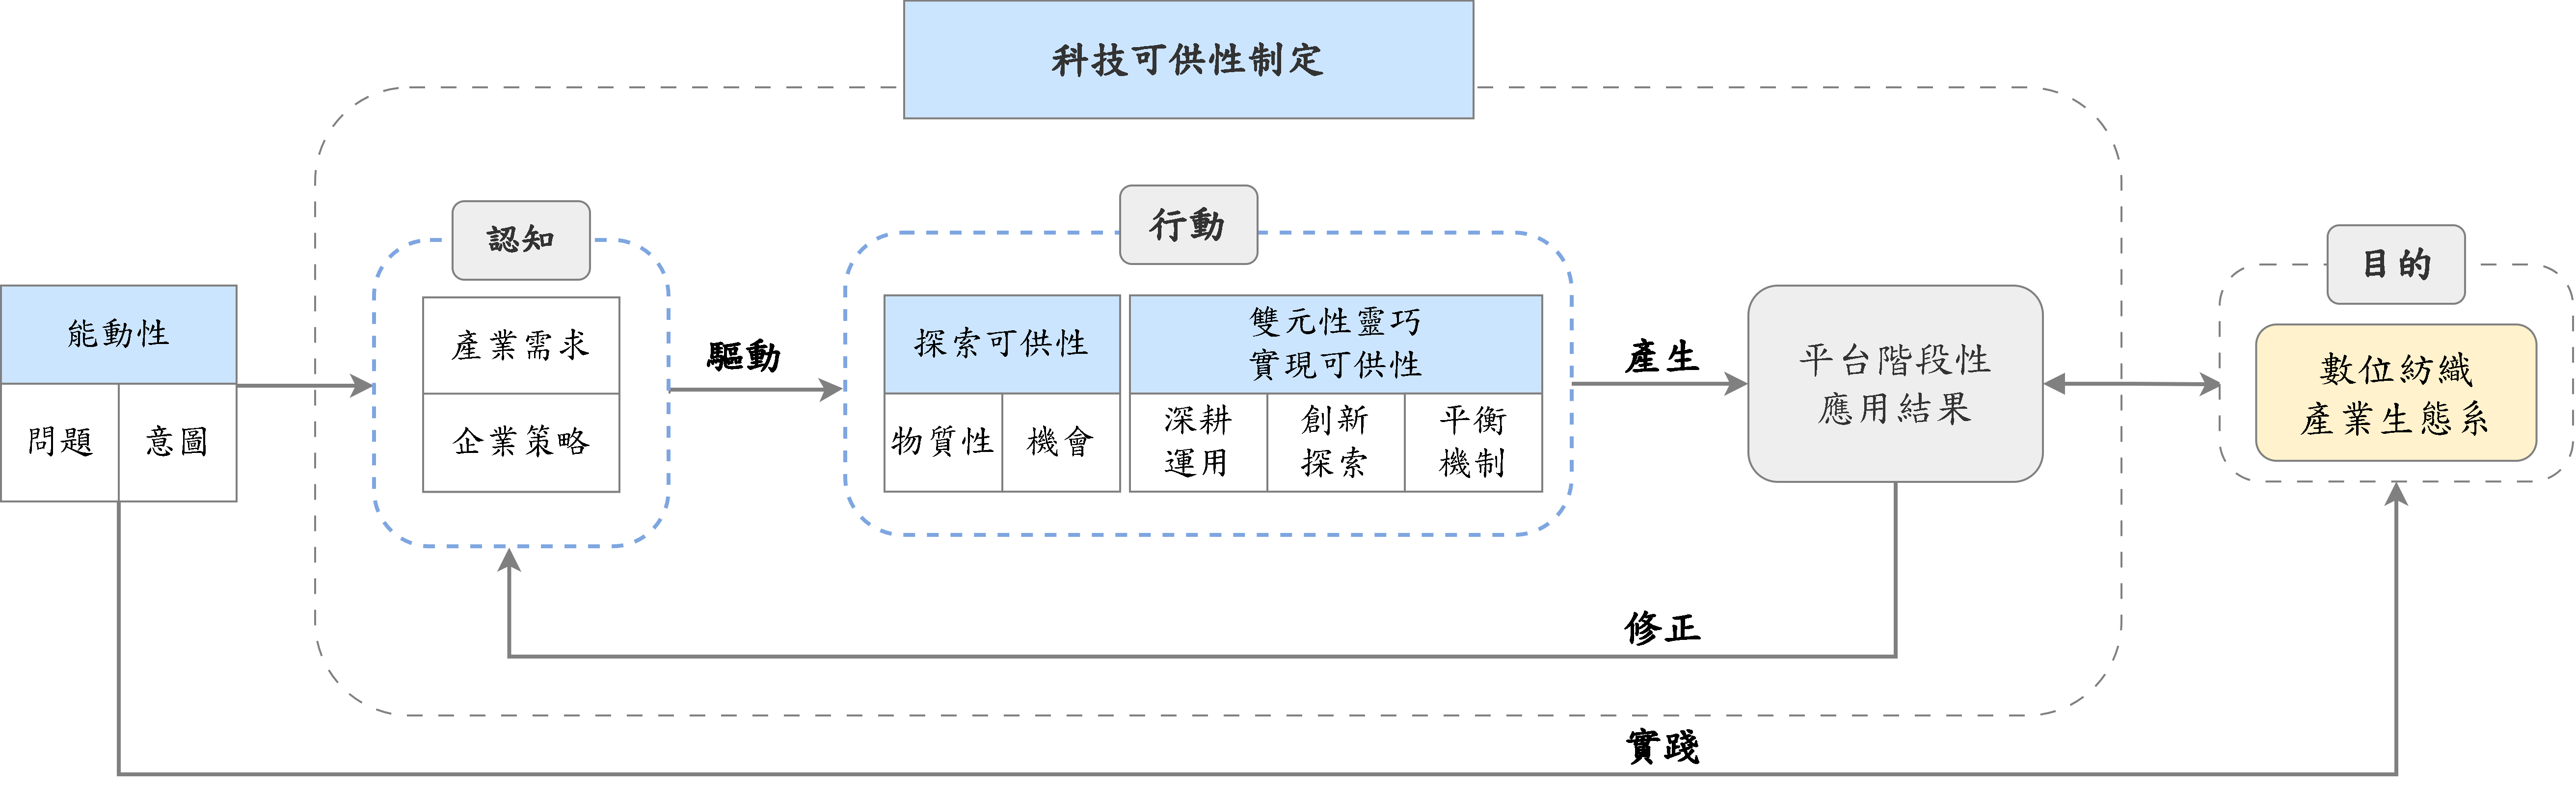 科技可供性制定
認知
行動
目的
能動性
問題
意圖
產業需求
企業策略
驅動
探索可供性
物質性
機會
雙元性靈巧
實現可供性
深耕
運用
創新
探索
平衡
機制
產生
平台階段性
應用結果
數位紡織
產業生態系
修正
實踐